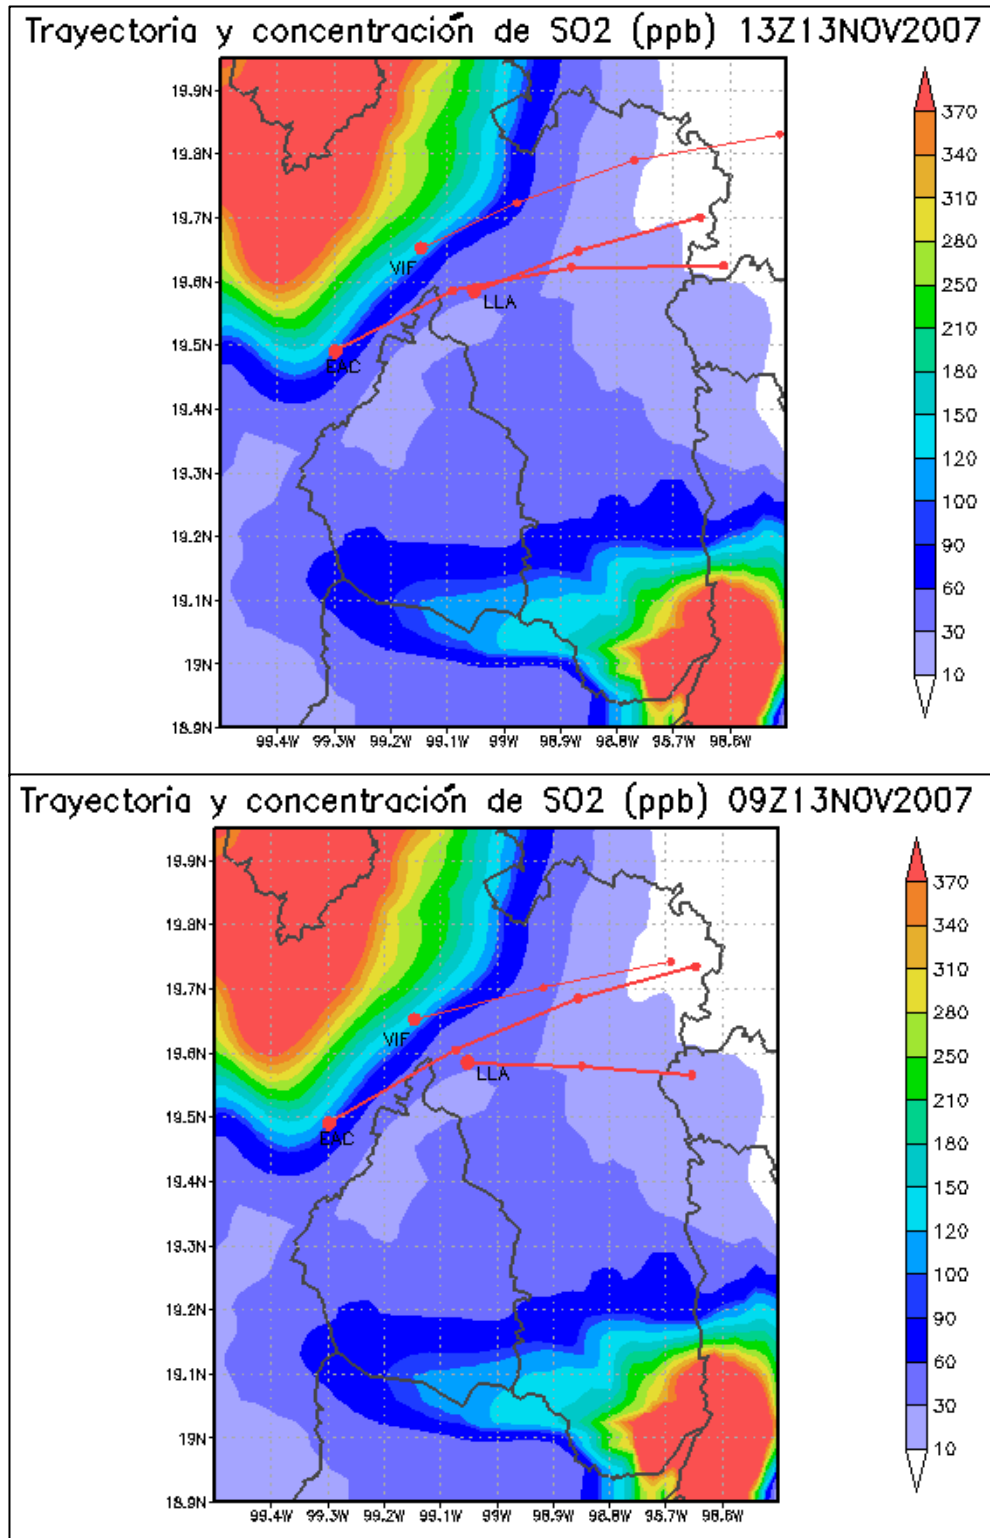 Trayectoria y concentración de SO2 (ppb) 13Z13NOV2007
19.9N
19.8N
19.7N
19.6N
19.5N
19.4N
19.3N
19.2N
19.1N
19N
18.9N
99.4W 99.3W 99.2W 99.1W 99W 98.9W 98.8W 98.7W 98.6W
VIF
LLA
EAC
370
340
310
280
250
210
180
150
120
100
90
60
30
10
Trayectoria y concentración de SO2 (ppb) 09Z13NOV2007
19.9N
19.8N
19.7N
19.6N
19.5N
19.4N
19.3N
19.2N
19.1N
19N
18.9N
99.4W 99.3W 99.2W 99.1W 99W 98.9W 98.8W 98.7W 98.6W
VIF
LLA
EAC
370
340
310
280
250
210
180
150
120
100
90
60
30
10